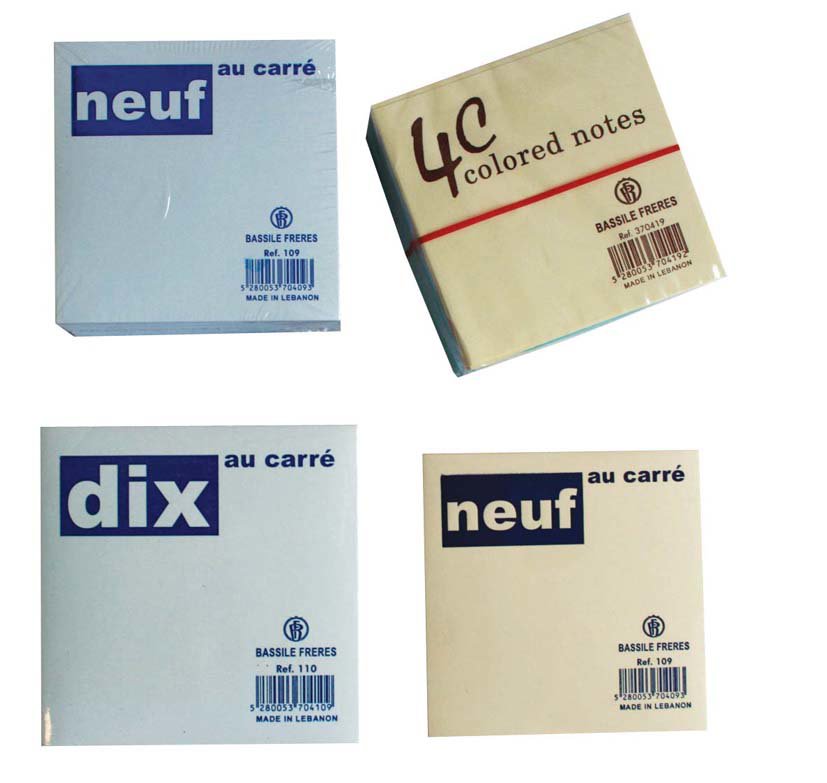 au carré
neuf
BASSILE FRERES
Ref. 109
5 280053 704093
MADE IN LEBANON
4C
colored notes
BASSILE FRERES
Ref. 370419
5 280053 704192
MADE IN LEBANON
au carré
dix
BASSILE FRERES
Ref. 110
5 280053 704109
MADE IN LEBANON
au carré
neuf
BASSILE FRERES
Ref. 109
5 280053 704093
MADE IN LEBANON